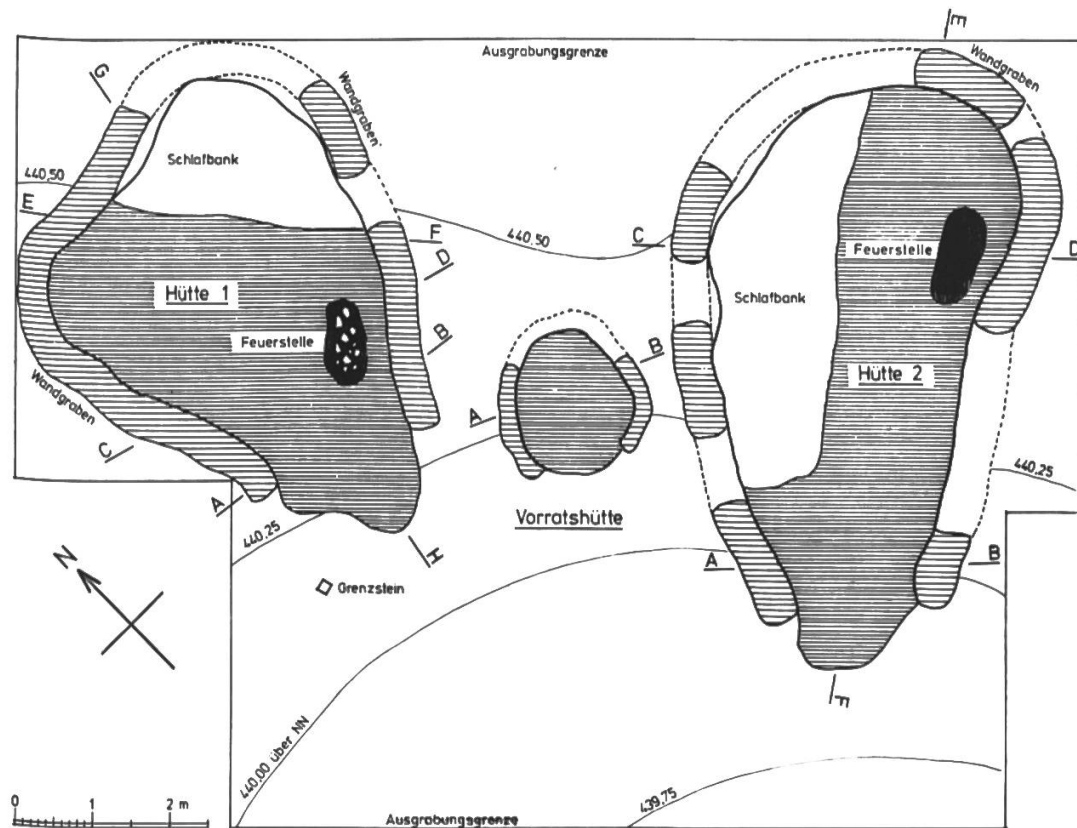 E
Ausgrabungsgrenze
G
Wandgraben
Wandgraben
Schlafbank
440,50
E
F
440,50
C
D
Feuerstelle
D
Hütte 1
Schlafbank
Feuerstelle
B
B
Hütte 2
Wandgraben
A
C
440,25
A
Vorratshütte
440,25
H
A
B
Grenzstein
N
F
440,00 über NN
439,75
0 1 2 m
Ausgrabungsgrenze